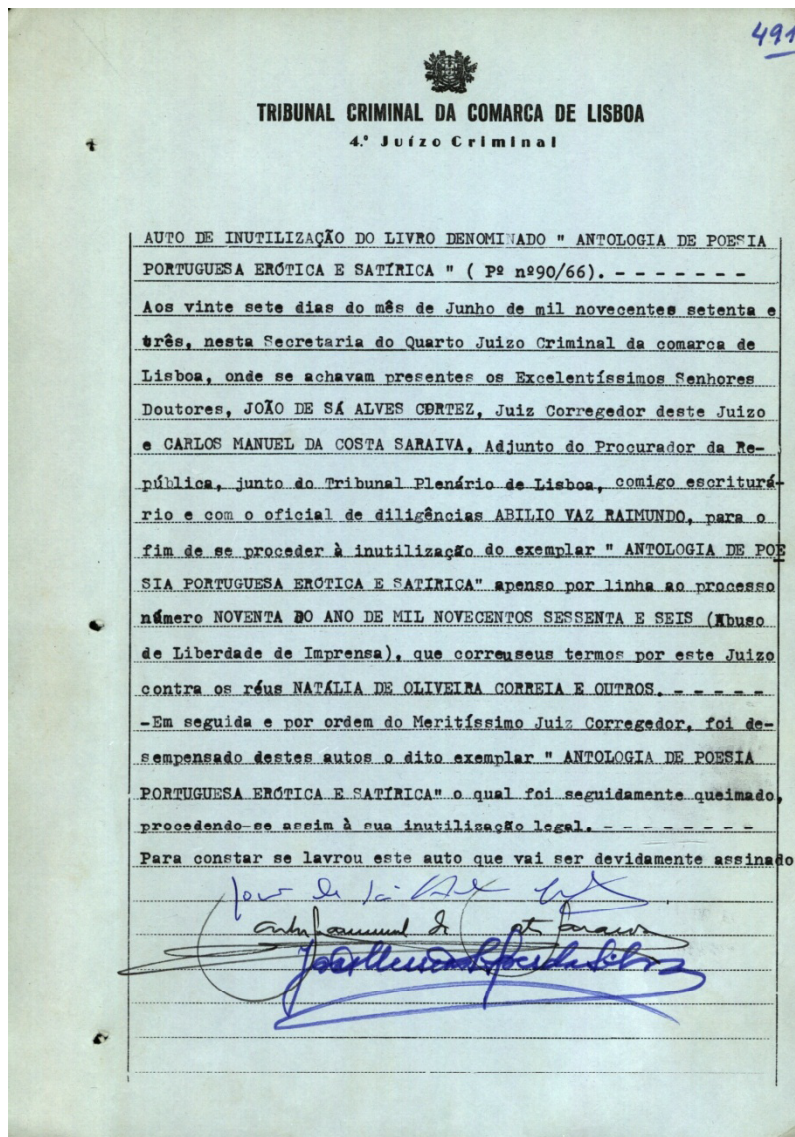 491
TRIBUNAL CRIMINAL DA COMARCA DE LISBOA
4.º Juízo Criminal
AUTO DE INUTILIZAÇÃO DO LIVRO DENOMINADO " ANTOLOGIA DE POESIA
PORTUGUESA ERÓTICA E SATÍRICA " ( Pº nº90/66). - - - - - - -
Aos vinte sete dias do mês de Junho de mil novecentos setenta e
três, nesta Secretaria do Quarto Juizo Criminal da comarca de
Lisboa, onde se achavam presentes os Excelentíssimos Senhores
Doutores, JOÃO DE SÁ ALVES CORTEZ, Juiz Corregedor deste Juizo
e CARLOS MANUEL DA COSTA SARAIVA, Adjunto do Procurador da Re-
pública, junto do Tribunal Plenário de Lisboa, comigo escriturá-
rio e com o oficial de diligências ABILIO VAZ RAIMUNDO, para o
fim de se proceder à inutilização do exemplar " ANTOLOGIA DE POE
SIA PORTUGUESA ERÓTICA E SATÍRICA" apenso por linha ao processo
número NOVENTA DO ANO DE MIL NOVECENTOS SESSENTA E SEIS (Abuso
de Liberdade de Imprensa), que correuseus termos por este Juizo
contra os réus NATÁLIA DE OLIVEIRA CORREIA E OUTROS. - - - - -
-Em seguida e por ordem do Meritíssimo Juiz Corregedor, foi de-
sempensado destes autos o dito exemplar " ANTOLOGIA DE POESIA
PORTUGUESA ERÓTICA E SATÍRICA" o qual foi seguidamente queimado,
procedendo-se assim à sua inutilização legal. - - - - - - - -
Para constar se lavrou este auto que vai ser devidamente assinado